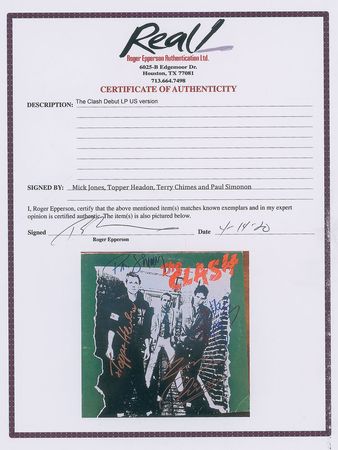 Real
Roger Epperson Authentication Ltd.
6025-B Edgemoor Dr.
Houston, TX 77081
713.664.7498
CERTIFICATE OF AUTHENTICITY
DESCRIPTION: The Clash Debut LP US version
SIGNED BY: Mick Jones, Topper Headon, Terry Chimes and Paul Simonon
I, Roger Epperson, certify that the above mentioned item(s) matches known exemplars and in my expert
opinion is certified authentic. The item(s) is also pictured below.
Signed Date 4-14-20
Roger Epperson
THE CLASH
Topper Headon